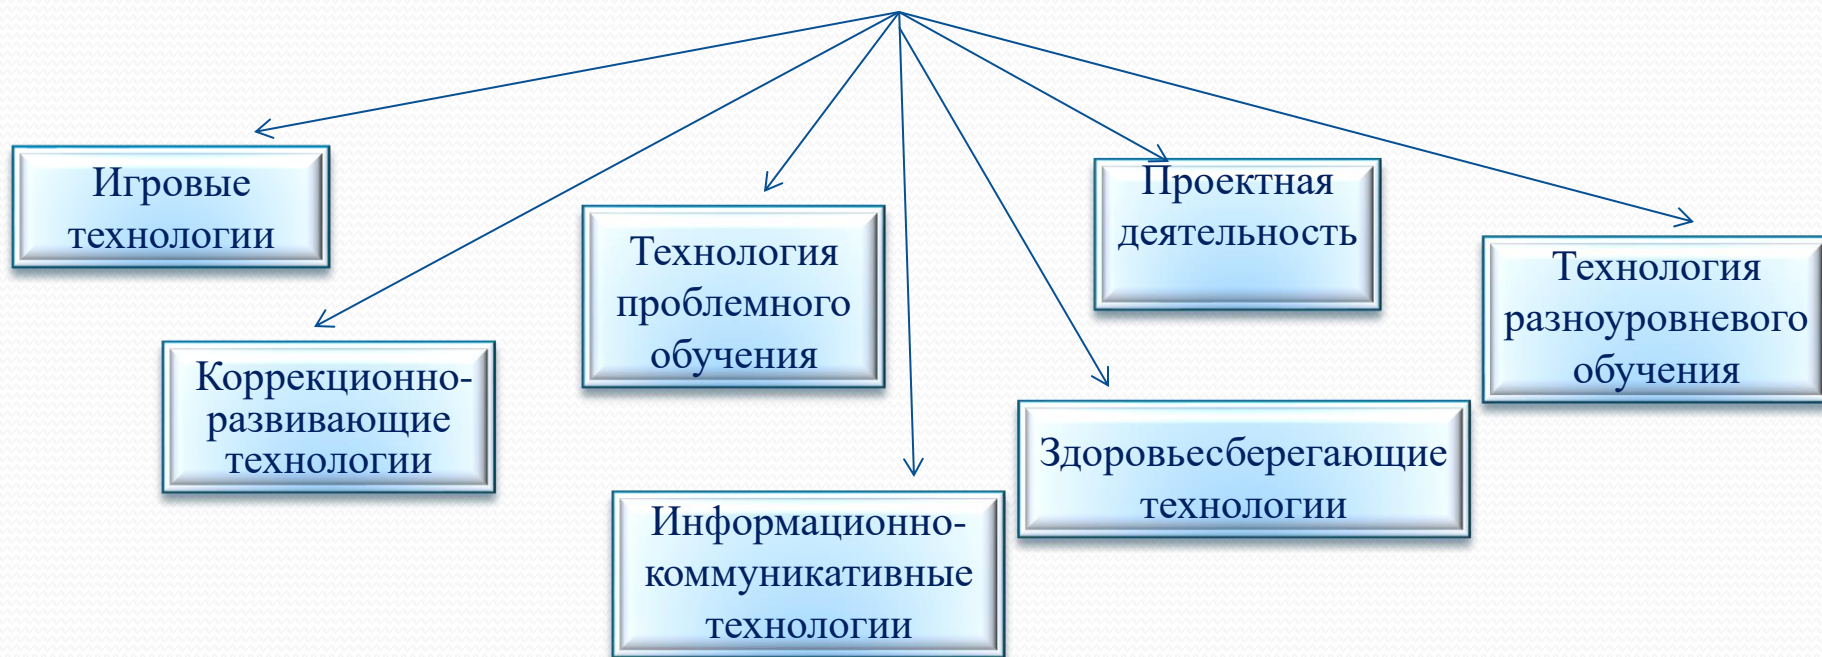 Игровые
технологии
Коррекционно-
развивающие
технологии
Технология
проблемного
обучения
Информационно-
коммуникативные
технологии
Здоровьесберегающие
технологии
Проектная
деятельность
Технология
разноуровневого
обучения